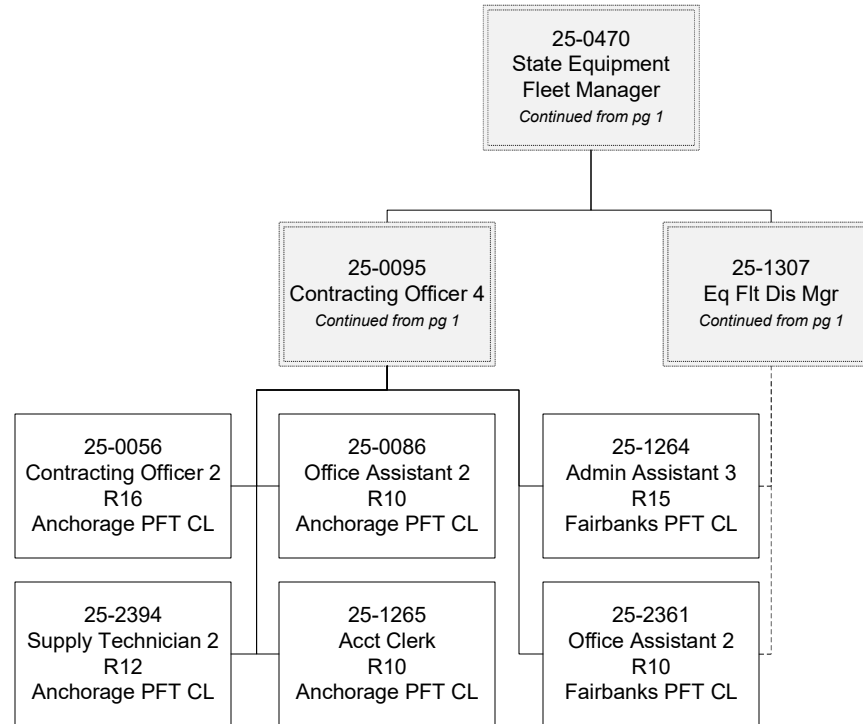 25-0470
State Equipment
Fleet Manager
Continued from pg 1
25-0095
Contracting Officer 4
Continued from pg 1
25-1307
Eq Flt Dis Mgr
Continued from pg 1
25-0056
Contracting Officer 2
R16
Anchorage PFT CL
25-0086
Office Assistant 2
R10
Anchorage PFT CL
25-1264
Admin Assistant 3
R15
Fairbanks PFT CL
25-2394
Supply Technician 2
R12
Anchorage PFT CL
25-1265
Acct Clerk
R10
Anchorage PFT CL
25-2361
Office Assistant 2
R10
Fairbanks PFT CL